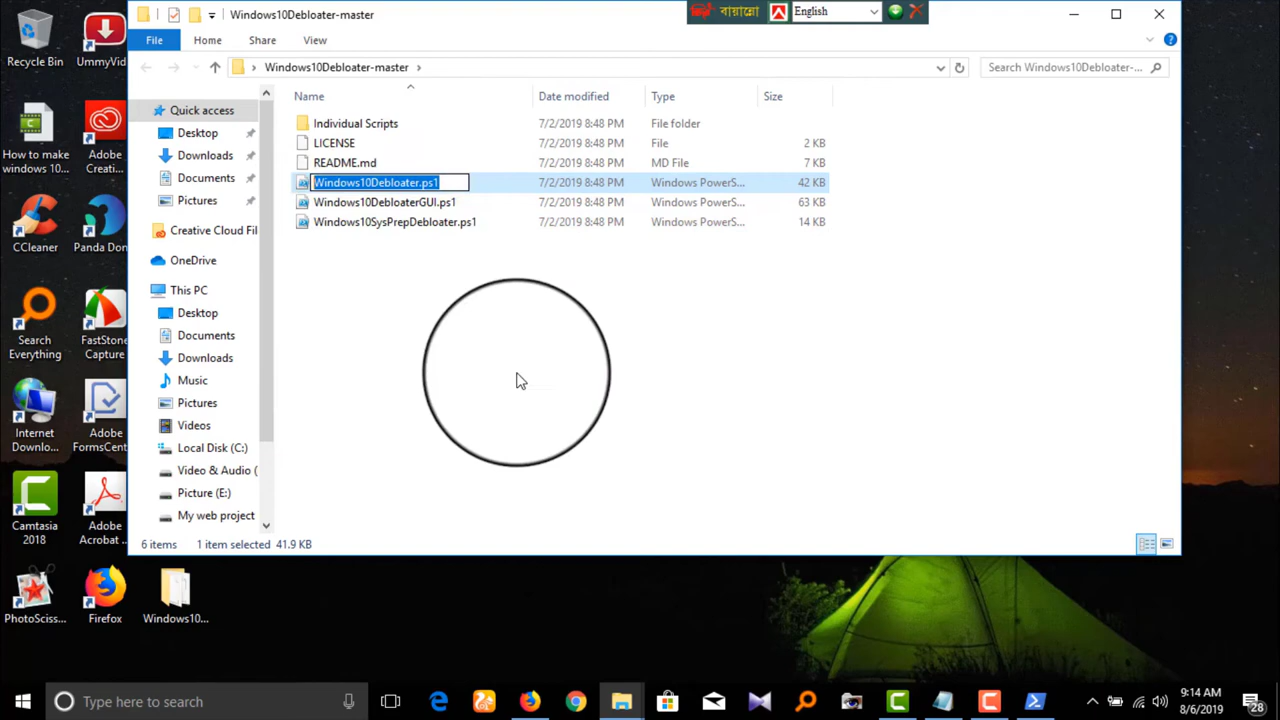 Windows10Debloater-master
বায়ান্নো
English
File
Home
Share
View
Windows10Debloater-master
Search Windows10Debloater-...
Name
Date modified
Type
Size
Individual Scripts
7/2/2019 8:48 PM
File folder
LICENSE
7/2/2019 8:48 PM
File
2 KB
README.md
7/2/2019 8:48 PM
MD File
7 KB
Windows10Debloater.ps1
7/2/2019 8:48 PM
Windows PowerS...
42 KB
Windows10DebloaterGUI.ps1
7/2/2019 8:48 PM
Windows PowerS...
63 KB
Windows10SysPrepDebloater.ps1
7/2/2019 8:48 PM
Windows PowerS...
14 KB
Quick access
Desktop
Downloads
Documents
Pictures
Creative Cloud Fil
OneDrive
This PC
Desktop
Documents
Downloads
Music
Pictures
Videos
Local Disk (C:)
Video & Audio (
Picture (E:)
My web project
6 items
1 item selected
41.9 KB
Recycle Bin
UmmyVid
How to make
windows 10...
Adobe
Creati...
CCleaner
Panda Don
Search
Everything
FastStone
Capture
Internet
Downlo...
Adobe
FormsCent
Camtasia
2018
Adobe
Acrobat
PhotoSciss...
Firefox
Windows10...
Type here to search
9:14 AM
8/6/2019
28